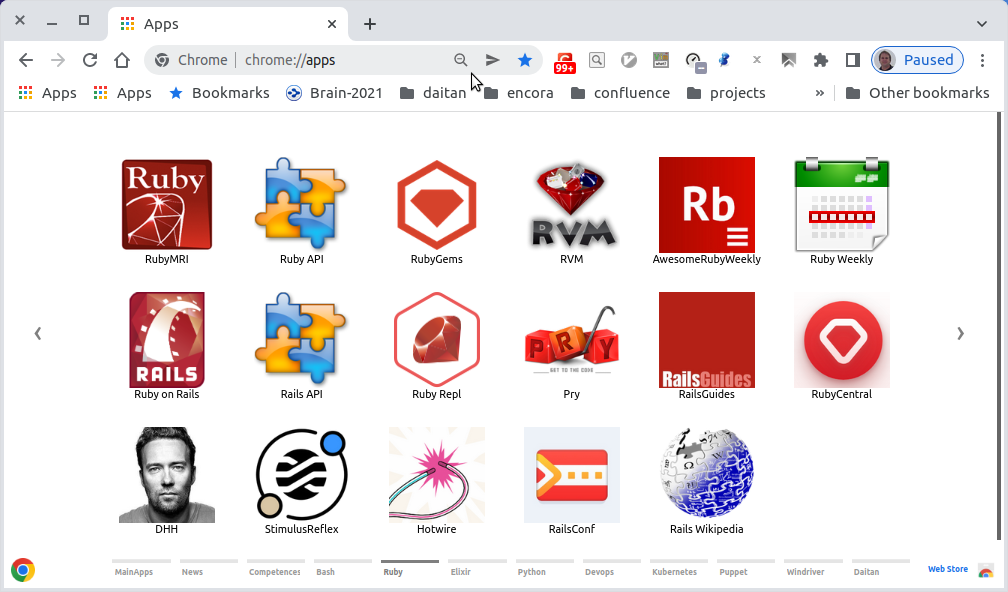 Apps
Chrome chrome://apps
99+
Paused
Apps Apps Bookmarks Brain-2021 daitan encora confluence projects » Other bookmarks
Ruby
RVM
Rb
RubyMRI Ruby API RubyGems RVM AwesomeRubyWeekly Ruby Weekly
RAILS
PRY
GET TO THE CODE
RailsGuides
Ruby on Rails Rails API Ruby Repl Pry RailsGuides RubyCentral
DHH StimulusReflex Hotwire RailsConf Rails Wikipedia
MainApps News Competences Bash Ruby Elixir Python Devops Kubernetes Puppet Windriver Daitan Web Store